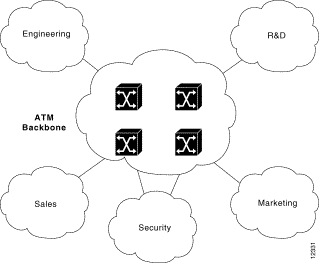 Engineering
R&D
ATM
Backbone
Sales
Security
Marketing
12331